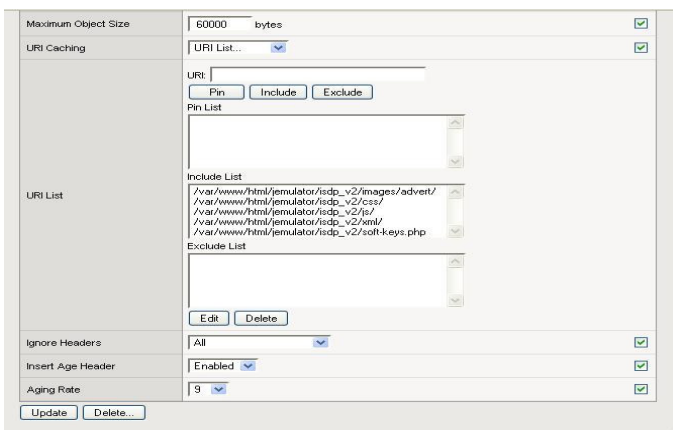 Maximum Object Size 60000 bytes
URI Caching URI List...
URI:
Pin Include Exclude
Pin List
URI List
Include List
/var/www/html/jemulator/isdp_v2/images/advert/
/var/www/html/jemulator/isdp_v2/css/
/var/www/html/jemulator/isdp_v2/js/
/var/www/html/jemulator/isdp_v2/xml/
/var/www/html/jemulator/isdp_v2/soft-keys.php
Exclude List
Edit Delete
Ignore Headers All
Insert Age Header Enabled
Aging Rate 9
Update Delete...